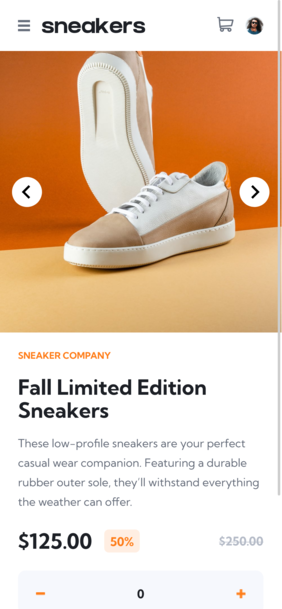 sneakers
SNEAKER COMPANY
Fall Limited Edition
Sneakers
These low-profile sneakers are your perfect
casual wear companion. Featuring a durable
rubber outer sole, they'll withstand everything
the weather can offer.
$125.00 50% $250.00
0